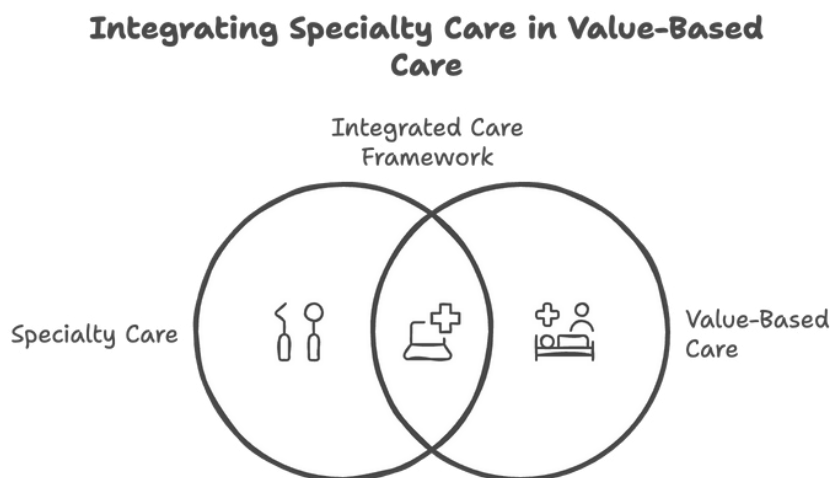 Integrating Specialty Care in Value-Based
Care
Integrated Care
Framework
Specialty Care
Value-Based
Care